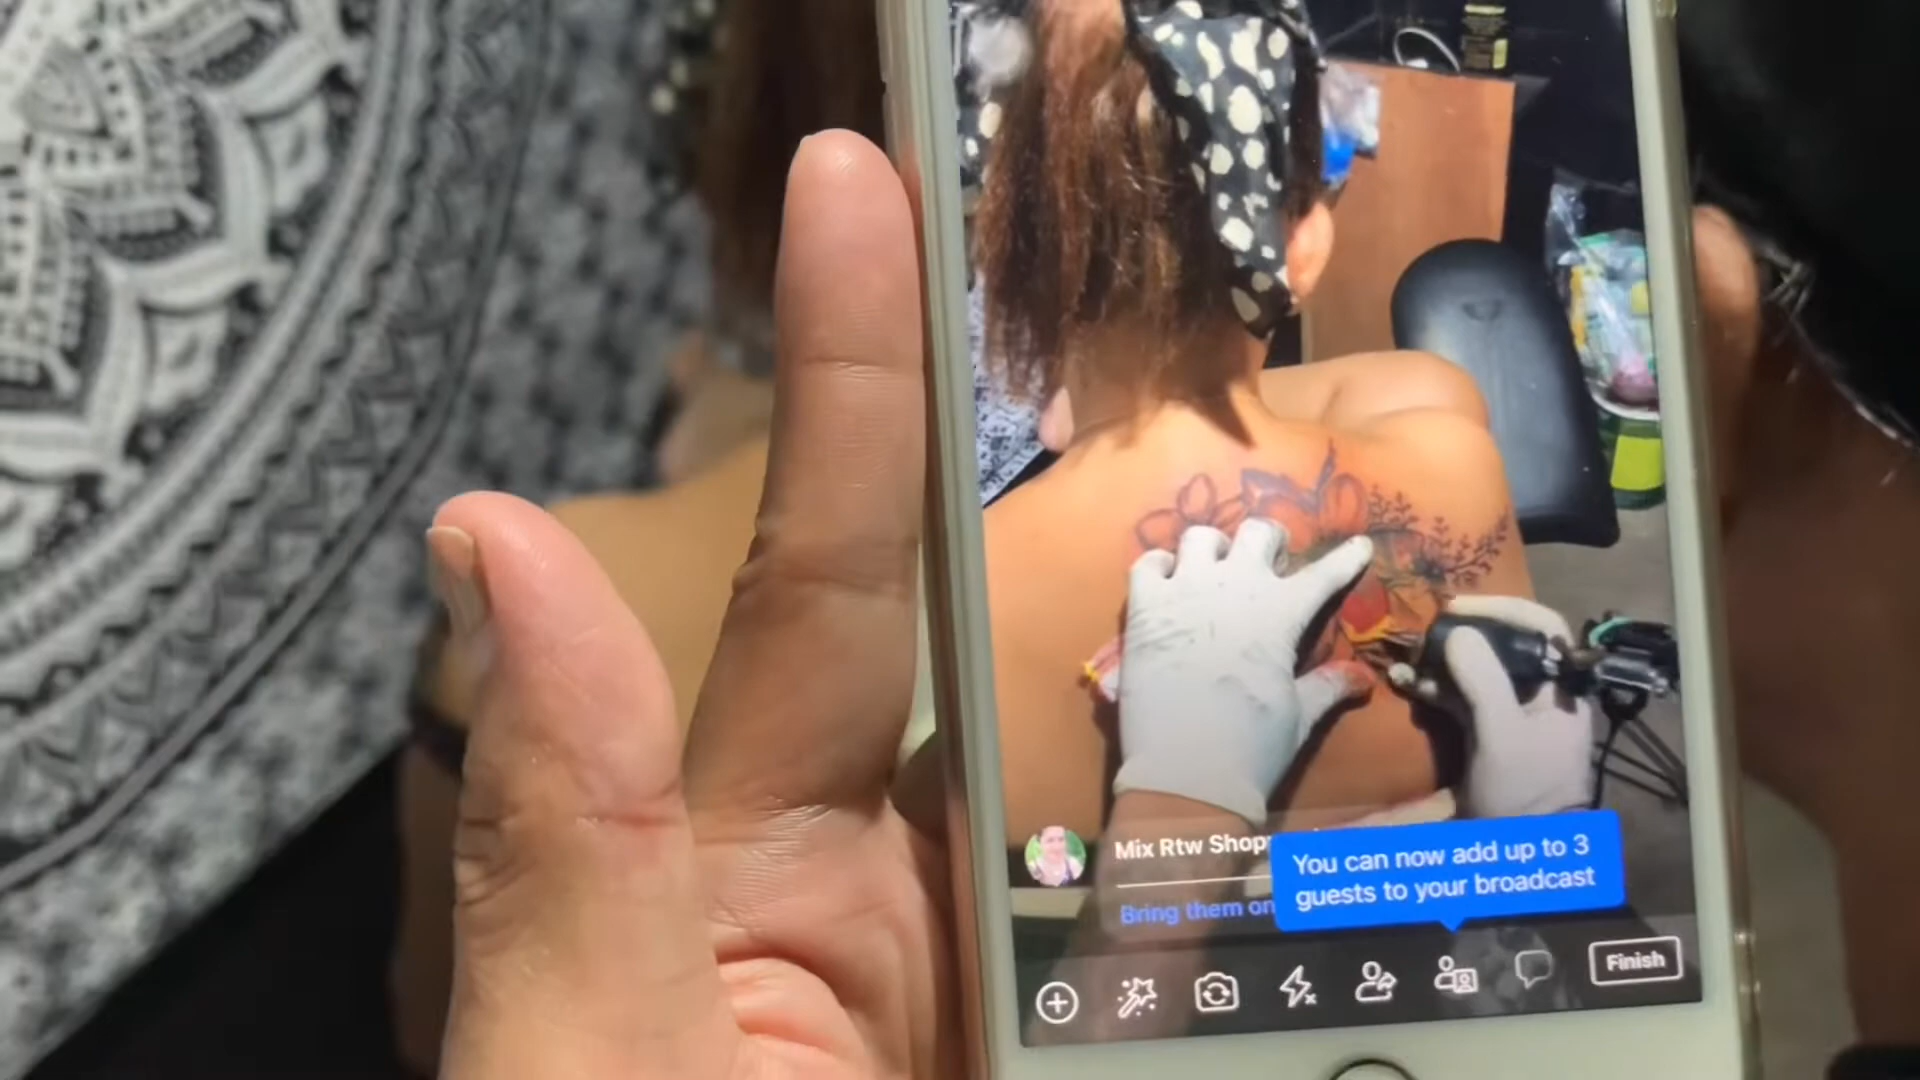 Mix Rtw Shop
You can now add up to 3
guests to your broadcast
Bring them on
Finish